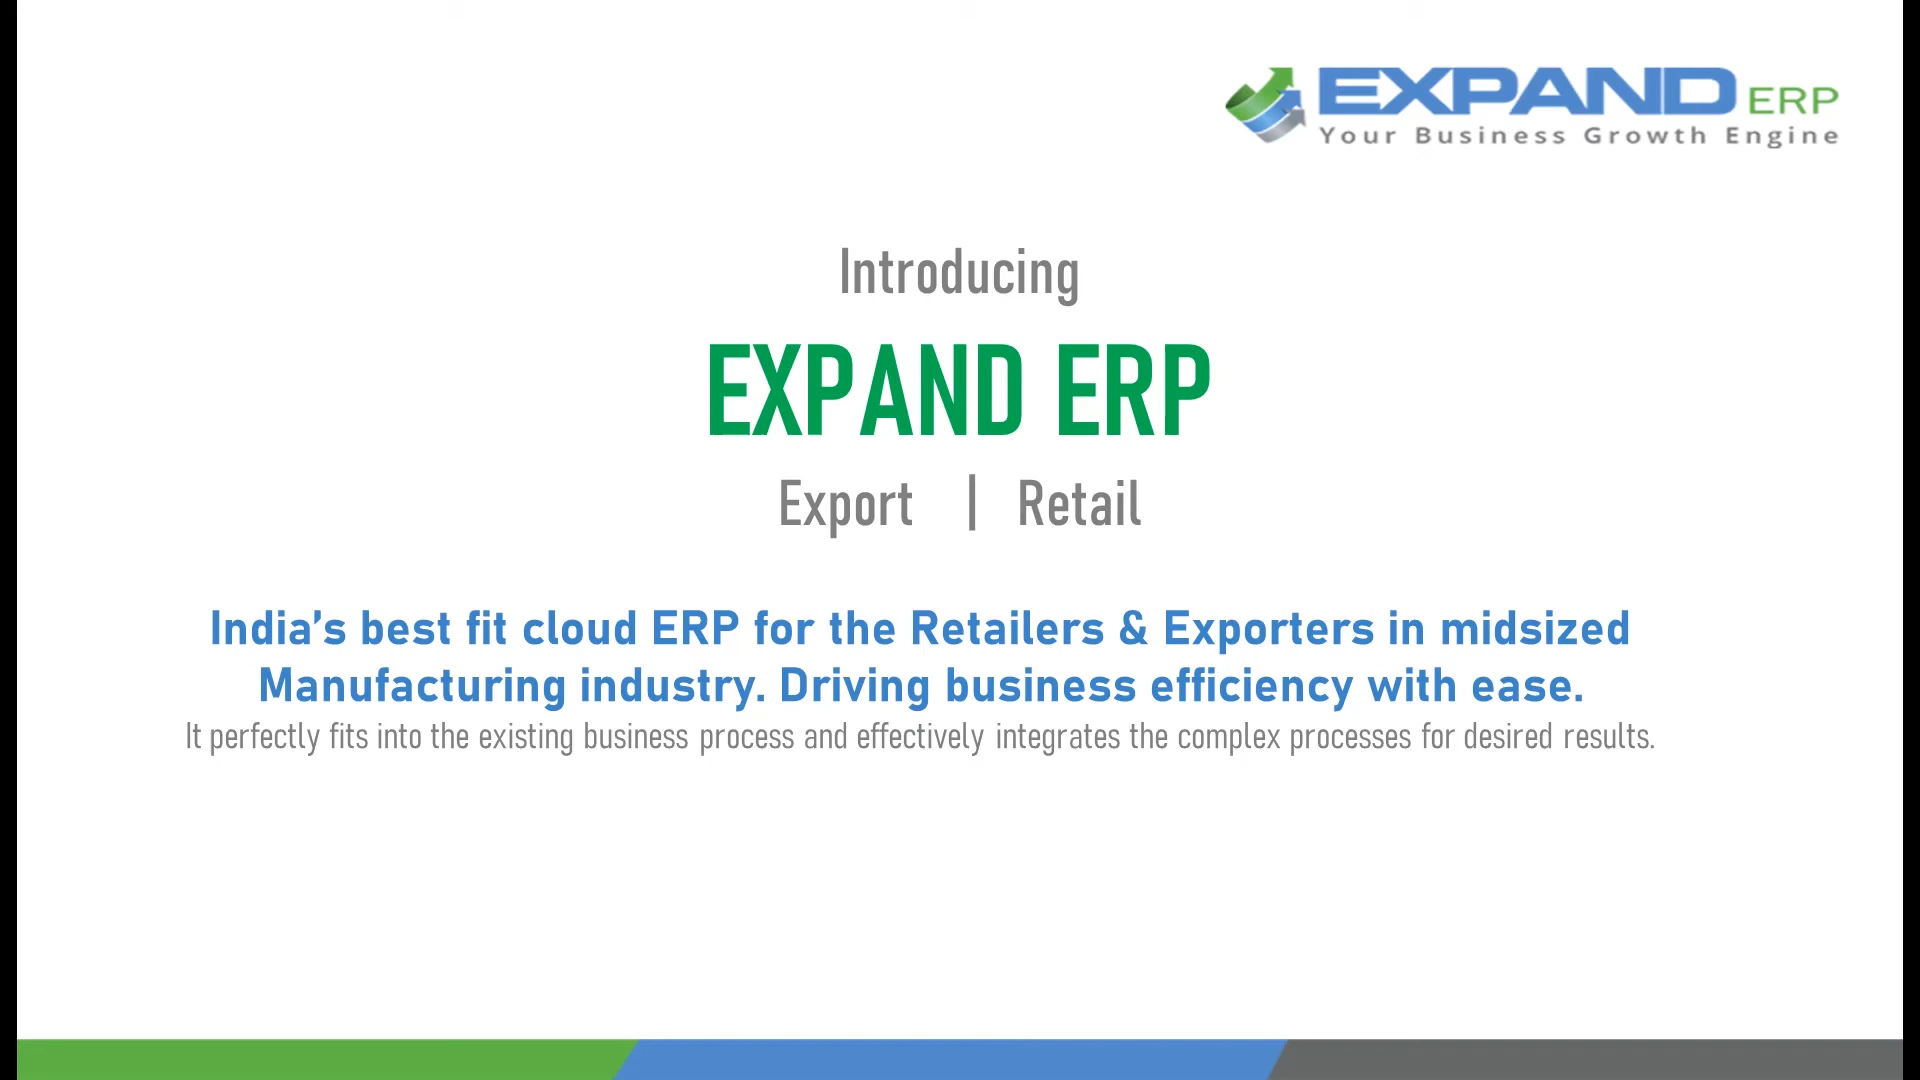 EXPAND ERP
Your Business Growth Engine
Introducing
EXPAND ERP
Export | Retail
India’s best fit cloud ERP for the Retailers & Exporters in midsized
Manufacturing industry. Driving business efficiency with ease.
It perfectly fits into the existing business process and effectively integrates the complex processes for desired results.